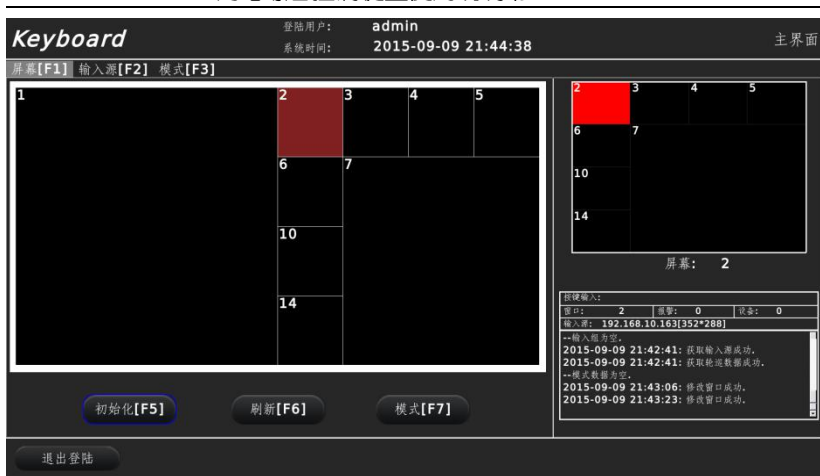 Keyboard
登陆用户: admin
系统时间: 2015-09-09 21:44:38
主界面
屏幕[F1] 输入源[F2] 模式[F3]
1 2 3 4 5
6 7
10
14
2 3 4 5
6 7
10
14
屏幕: 2
按键输入:
窗口: 2 报警: 0 设备: 0
输入源: 192.168.10.163[352*288]
--输入组为空.
2015-09-09 21:42:41: 获取输入源成功.
2015-09-09 21:42:41: 获取轮巡数据成功.
--模式数据为空.
2015-09-09 21:43:06: 修改窗口成功.
2015-09-09 21:43:23: 修改窗口成功.
初始化[F5] 刷新[F6] 模式[F7]
退出登陆